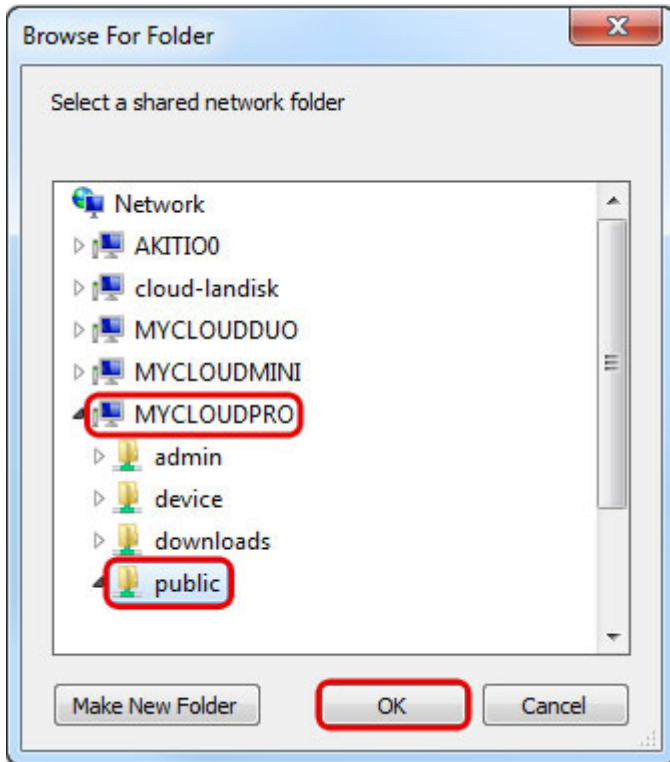 Browse For Folder
Select a shared network folder
Network
AKITIO0
cloud-landisk
MYCLOUDDUO
MYCLOUDMINI
MYCLOUDPRO
admin
device
downloads
public
Make New Folder OK Cancel